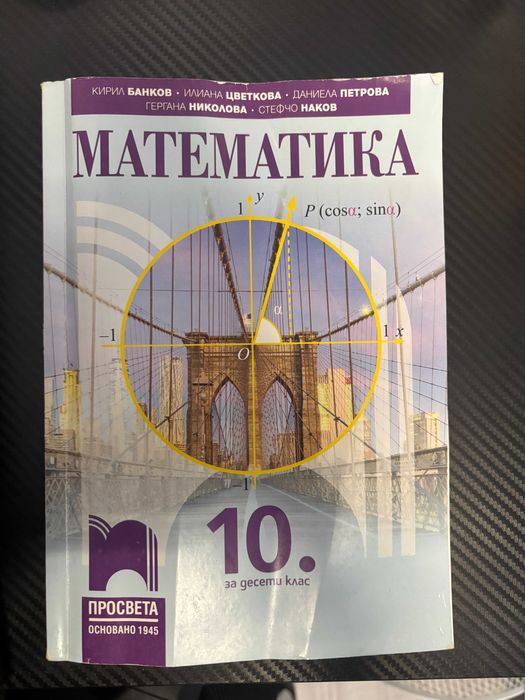 КИРИЛ БАНКОВ • ИЛИАНА ЦВЕТКОВА • ДАНИЕЛА ПЕТРОВА
ГЕРГАНА НИКОЛОВА • СТЕФЧО НАКОВ
МАТЕМАТИКА
y
1
P (cosα; sinα)
α
–1
1 x
O
–1
10.
за десети клас
ПРОСВЕТА
ОСНОВАНО 1945